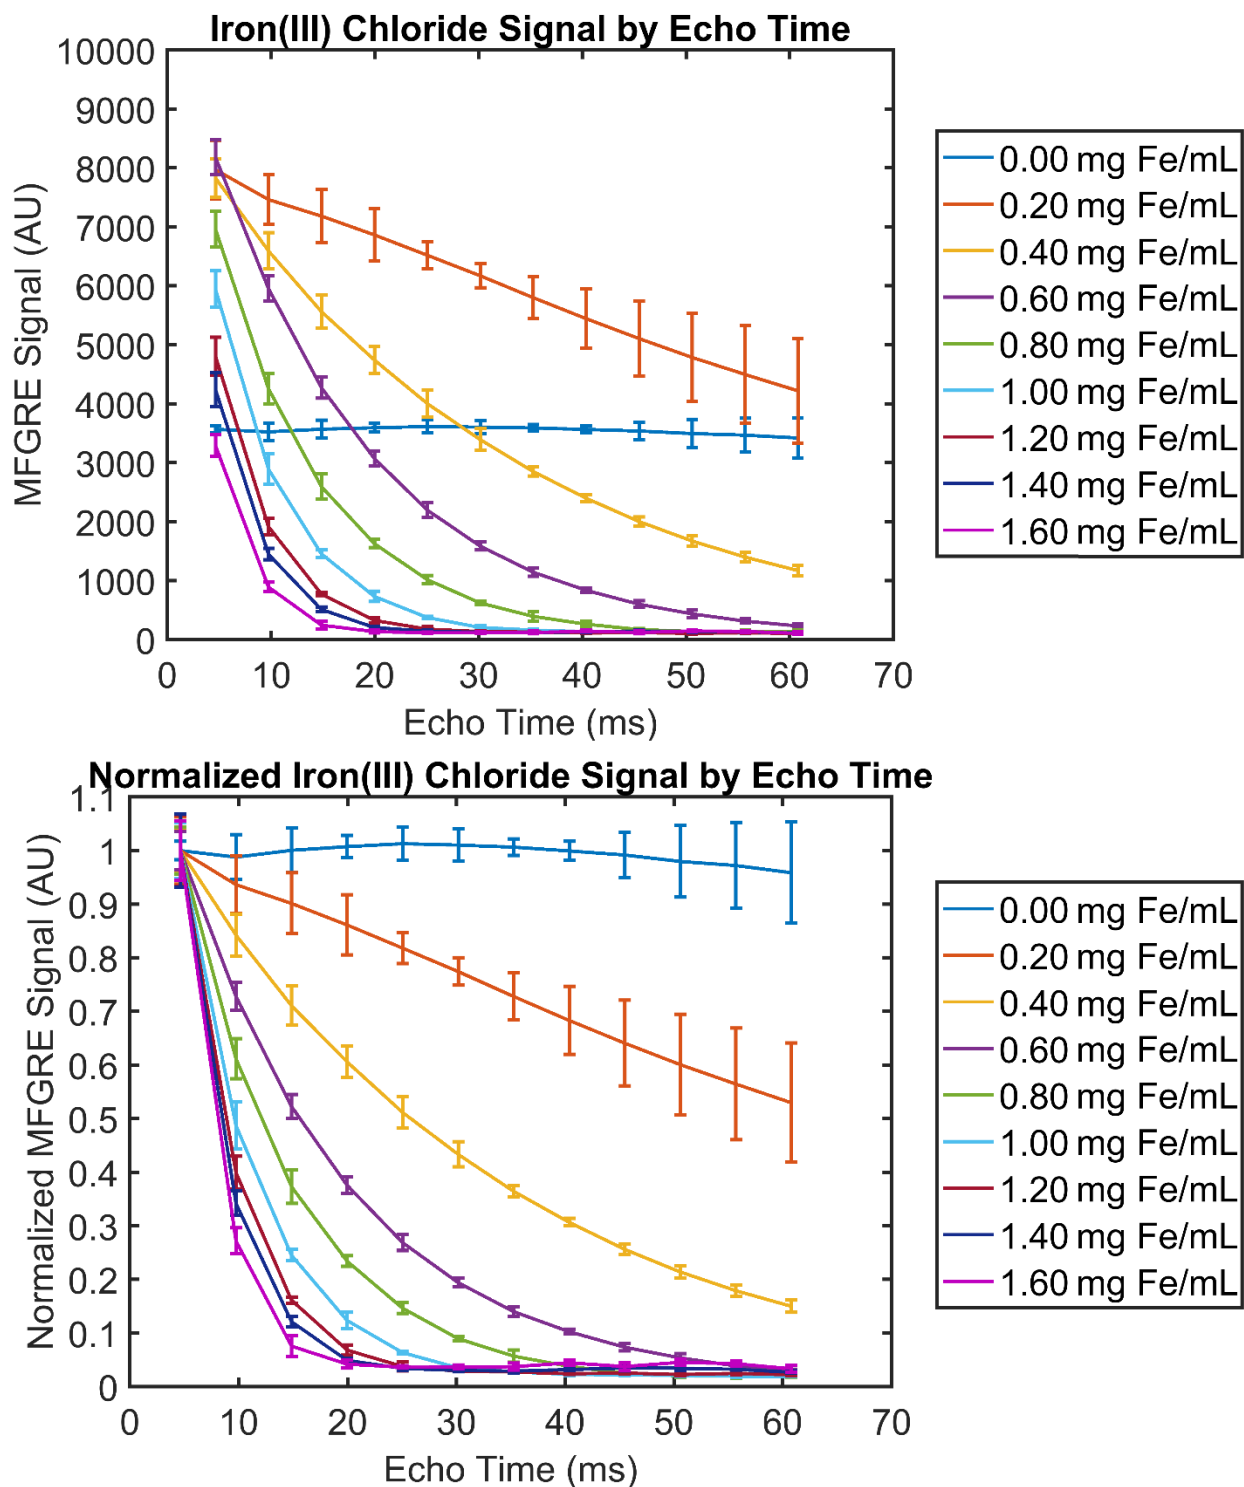 Iron(III) Chloride Signal by Echo Time
10000
9000
8000
7000
6000
5000
4000
3000
2000
1000
0
MFGRE Signal (AU)
0 10 20 30 40 50 60 70
Echo Time (ms)
0.00 mg Fe/mL
0.20 mg Fe/mL
0.40 mg Fe/mL
0.60 mg Fe/mL
0.80 mg Fe/mL
1.00 mg Fe/mL
1.20 mg Fe/mL
1.40 mg Fe/mL
1.60 mg Fe/mL
Normalized Iron(III) Chloride Signal by Echo Time
1.1
1
0.9
0.8
0.7
0.6
0.5
0.4
0.3
0.2
0.1
0
Normalized MFGRE Signal (AU)
0 10 20 30 40 50 60 70
Echo Time (ms)
0.00 mg Fe/mL
0.20 mg Fe/mL
0.40 mg Fe/mL
0.60 mg Fe/mL
0.80 mg Fe/mL
1.00 mg Fe/mL
1.20 mg Fe/mL
1.40 mg Fe/mL
1.60 mg Fe/mL